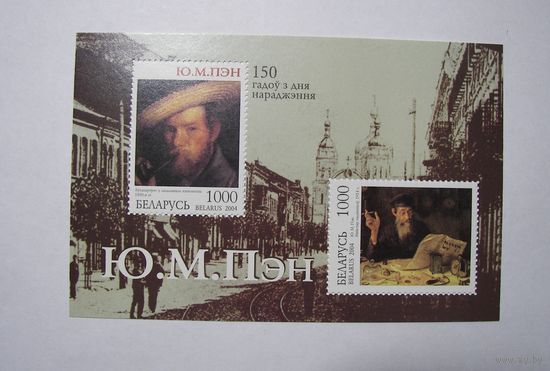 Ю.М.ПЭН
150
гадоў з дня
нараджэння
1000
БЕЛАРУСЬ BELARUS 2004
1000
БЕЛАРУСЬ BELARUS 2004
Ю.М.Пэн